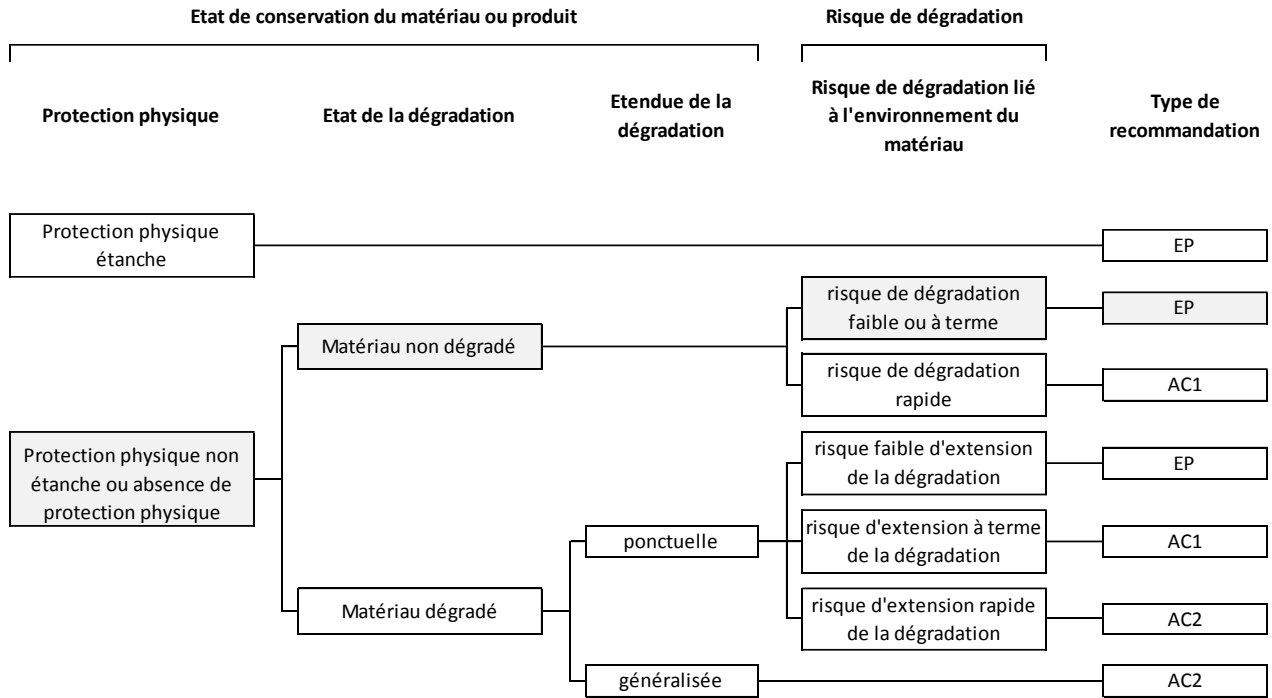 Etat de conservation du matériau ou produit
Risque de dégradation
Protection physique
Etat de la dégradation
Etendue de la
dégradation
Risque de dégradation lié
à l'environnement du
matériau
Type de
recommandation
Protection physique
étanche
EP
risque de dégradation
faible ou à terme
EP
Matériau non dégradé
risque de dégradation
rapide
AC1
Protection physique non
étanche ou absence de
protection physique
risque faible d'extension
de la dégradation
EP
ponctuelle
risque d'extension à terme
de la dégradation
AC1
Matériau dégradé
risque d'extension rapide
de la dégradation
AC2
généralisée
AC2